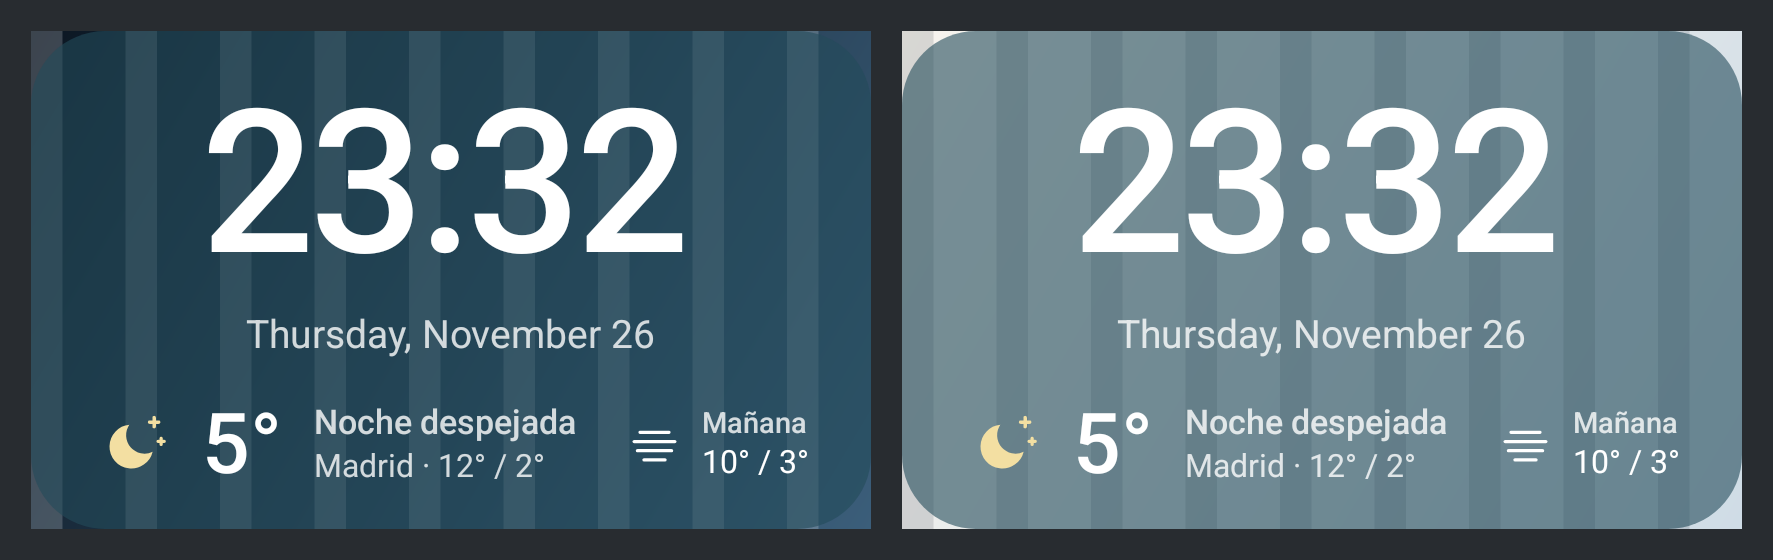 23:32
Thursday, November 26
5°
Noche despejada
Madrid · 12° / 2°
Mañana
10° / 3°
23:32
Thursday, November 26
5°
Noche despejada
Madrid · 12° / 2°
Mañana
10° / 3°